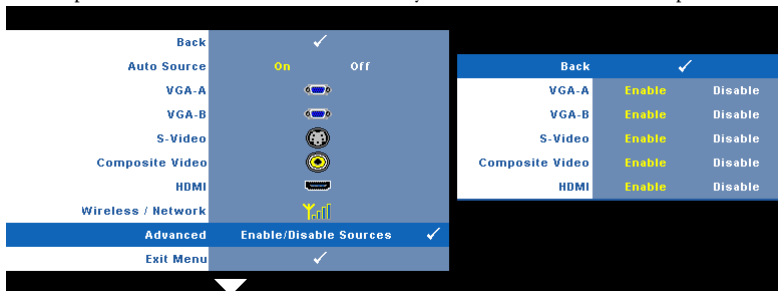 Back
Auto Source On Off
VGA-A
VGA-B
S-Video
Composite Video
HDMI
Wireless / Network
Advanced Enable/Disable Sources
Exit Menu
Back
VGA-A Enable Disable
VGA-B Enable Disable
S-Video Enable Disable
Composite Video Enable Disable
HDMI Enable Disable